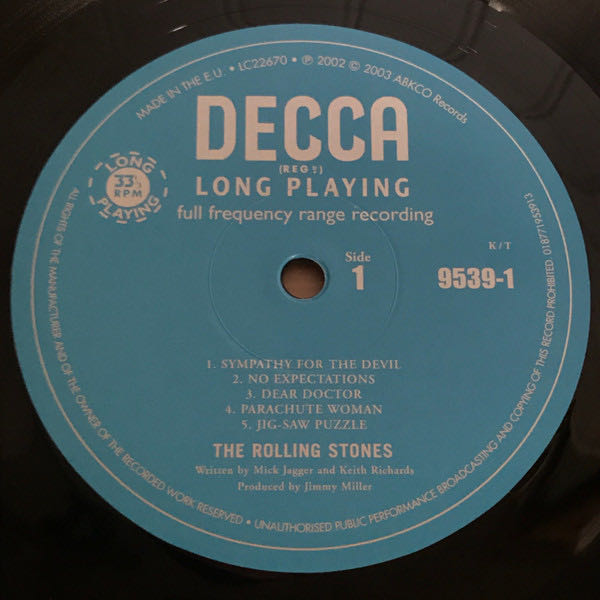 MADE IN THE E.U. • LC22670 • ℗ 2002 © 2003 ABKCO Records
DECCA
(REGD)
LONG PLAYING
full frequency range recording
LONG
33⅓
RPM
PLAYING
Side
1
K/T
9539-1
1. SYMPATHY FOR THE DEVIL
2. NO EXPECTATIONS
3. DEAR DOCTOR
4. PARACHUTE WOMAN
5. JIG-SAW PUZZLE
THE ROLLING STONES
Written by Mick Jagger and Keith Richards
Produced by Jimmy Miller
ALL RIGHTS OF THE MANUFACTURER AND OF THE OWNER OF THE RECORDED WORK RESERVED • UNAUTHORISED PUBLIC PERFORMANCE BROADCASTING AND COPYING OF THIS RECORD PROHIBITED. 018771953913